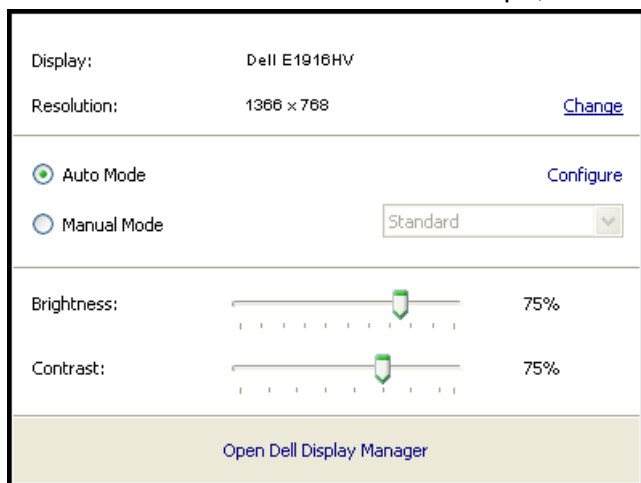 Display: Dell E1916HV
Resolution: 1366 x 768 Change
Auto Mode Configure
Manual Mode Standard
Brightness: 75%
Contrast: 75%
Open Dell Display Manager